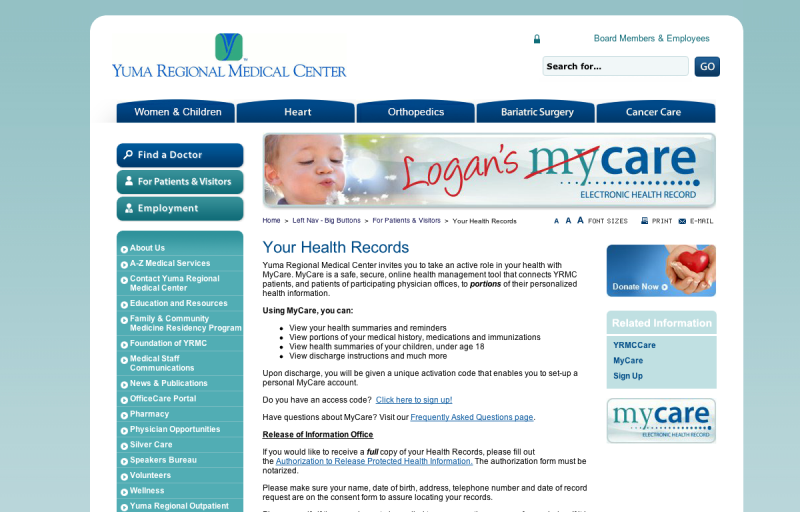 Board Members & Employees
YUMA REGIONAL MEDICAL CENTER
Search for...
GO
Women & Children
Heart
Orthopedics
Bariatric Surgery
Cancer Care
Find a Doctor
For Patients & Visitors
Employment
Logan's mycare
ELECTRONIC HEALTH RECORD
Home > Left Nav - Big Buttons > For Patients & Visitors > Your Health Records
A A A FONT SIZES PRINT E-MAIL
About Us
A-Z Medical Services
Contact Yuma Regional
Medical Center
Education and Resources
Family & Community
Medicine Residency Program
Foundation of YRMC
Medical Staff
Communications
News & Publications
OfficeCare Portal
Pharmacy
Physician Opportunities
Silver Care
Speakers Bureau
Volunteers
Wellness
Yuma Regional Outpatient
Your Health Records
Yuma Regional Medical Center invites you to take an active role in your health with
MyCare. MyCare is a safe, secure, online health management tool that connects YRMC
patients, and patients of participating physician offices, to portions of their personalized
health information.
Using MyCare, you can:
• View your health summaries and reminders
• View portions of your medical history, medications and immunizations
• View health summaries of your children, under age 18
• View discharge instructions and much more
Upon discharge, you will be given a unique activation code that enables you to set-up a
personal MyCare account.
Do you have an access code? Click here to sign up!
Have questions about MyCare? Visit our Frequently Asked Questions page.
Release of Information Office
If you would like to receive a full copy of your Health Records, please fill out
the Authorization to Release Protected Health Information. The authorization form must be
notarized.
Please make sure your name, date of birth, address, telephone number and date of record
request are on the consent form to assure locating your records.
Donate Now
Related Information
YRMCCare
MyCare
Sign Up
mycare
ELECTRONIC HEALTH RECORD